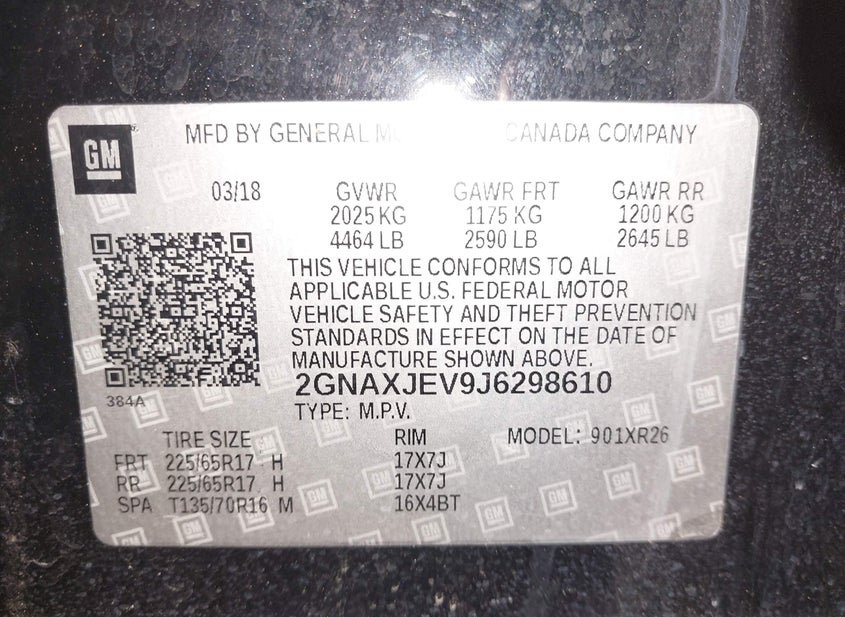 GM
MFD BY GENERAL M CANADA COMPANY
03/18 GVWR GAWR FRT GAWR RR
2025 KG 1175 KG 1200 KG
4464 LB 2590 LB 2645 LB
THIS VEHICLE CONFORMS TO ALL
APPLICABLE U.S. FEDERAL MOTOR
VEHICLE SAFETY AND THEFT PREVENTION
STANDARDS IN EFFECT ON THE DATE OF
MANUFACTURE SHOWN ABOVE.
384A
2GNAXJEV9J6298610
TYPE: M.P.V.
TIRE SIZE RIM MODEL: 901XR26
FRT 225/65R17 H 17X7J
RR 225/65R17 H 17X7J
SPA T135/70R16 M 16X4BT